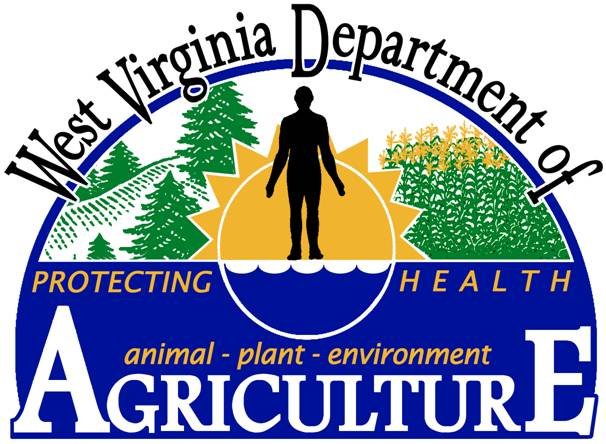 West Virginia Department of
PROTECTING HEALTH
animal - plant - environment
AGRICULTURE